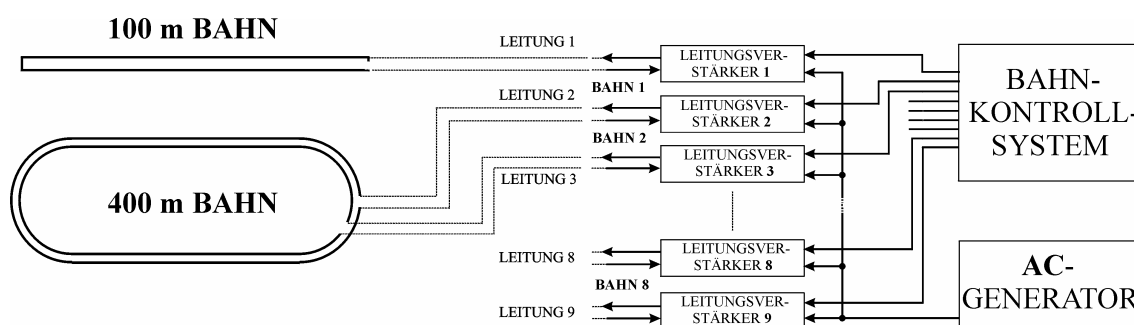 100 m BAHN
LEITUNG 1
LEITUNGSVER-
STÄRKER 1
BAHN-
KONTROLL-
SYSTEM
BAHN 1
LEITUNG 2
LEITUNGSVER-
STÄRKER 2
BAHN 2
400 m BAHN
LEITUNG 3
LEITUNGSVER-
STÄRKER 3
LEITUNG 8
LEITUNGSVER-
STÄRKER 8
AC-
GENERATOR
BAHN 8
LEITUNG 9
LEITUNGSVER-
STÄRKER 9